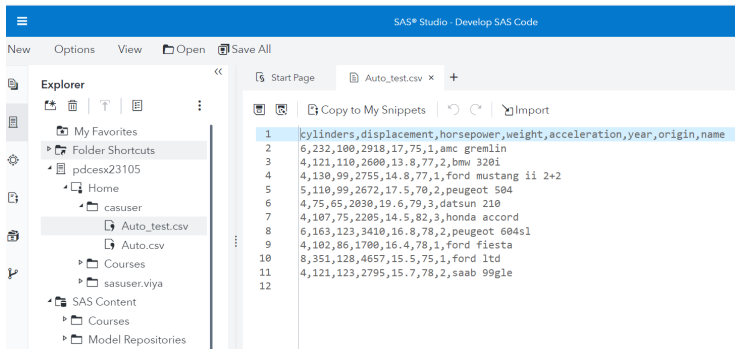 SAS® Studio - Develop SAS Code
New Options View Open Save All
Explorer
My Favorites
Folder Shortcuts
pdcesx23105
Home
casuser
Auto_test.csv
Auto.csv
Courses
sasuser.viya
SAS Content
Courses
Model Repositories
Start Page Auto_test.csv × +
Copy to My Snippets Import
1 cylinders,displacement,horsepower,weight,acceleration,year,origin,name
2 6,232,100,2918,17,75,1,amc gremlin
3 4,121,110,2600,13.8,77,2,bmw 320i
4 4,130,99,2755,14.8,77,1,ford mustang ii 2+2
5 5,110,99,2672,17.5,70,2,peugeot 504
6 4,75,65,2030,19.6,79,3,datsun 210
7 4,107,75,2205,14.5,82,3,honda accord
8 6,163,123,3410,16.8,78,2,peugeot 604sl
9 4,102,86,1700,16.4,78,1,ford fiesta
10 8,351,128,4657,15.5,75,1,ford ltd
11 4,121,123,2795,15.7,78,2,saab 99gle
12